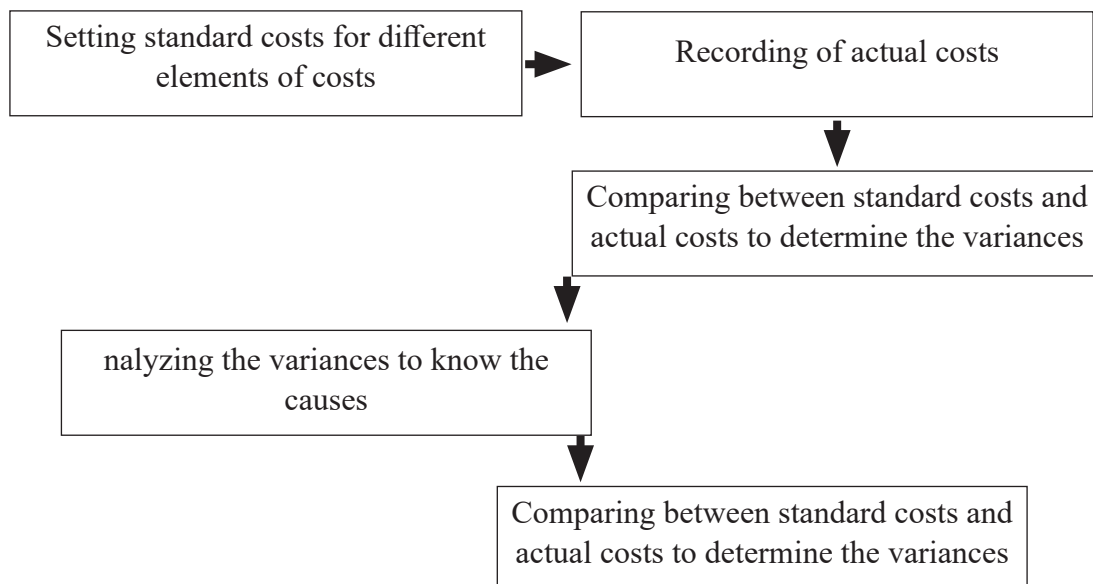 Setting standard costs for different
elements of costs
Recording of actual costs
Comparing between standard costs and
actual costs to determine the variances
nalyzing the variances to know the
causes
Comparing between standard costs and
actual costs to determine the variances